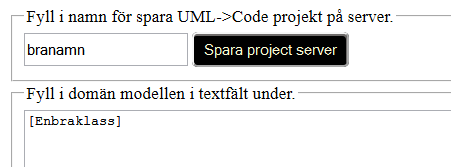 Fyll i namn för spara UML->Code projekt på server.
branamn Spara project server
Fyll i domän modellen i textfält under.
[Enbraklass]